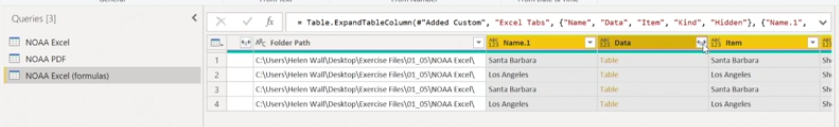 Queries [3]
NOAA Excel
NOAA PDF
NOAA Excel (formulas)
fx
= Table.ExpandTableColumn(#"Added Custom", "Excel Tabs", {"Name", "Data", "Item", "Kind", "Hidden"}, {"Name.1",
Folder Path Name.1 Data Item
1 C:\Users\Helen Wall\Desktop\Exercise Files\01_05\NOAA Excel\ Santa Barbara Table Santa Barbara Sh
2 C:\Users\Helen Wall\Desktop\Exercise Files\01_05\NOAA Excel\ Los Angeles Table Los Angeles Sh
3 C:\Users\Helen Wall\Desktop\Exercise Files\01_05\NOAA Excel\ Santa Barbara Table Santa Barbara Sh
4 C:\Users\Helen Wall\Desktop\Exercise Files\01_05\NOAA Excel\ Los Angeles Table Los Angeles Sh